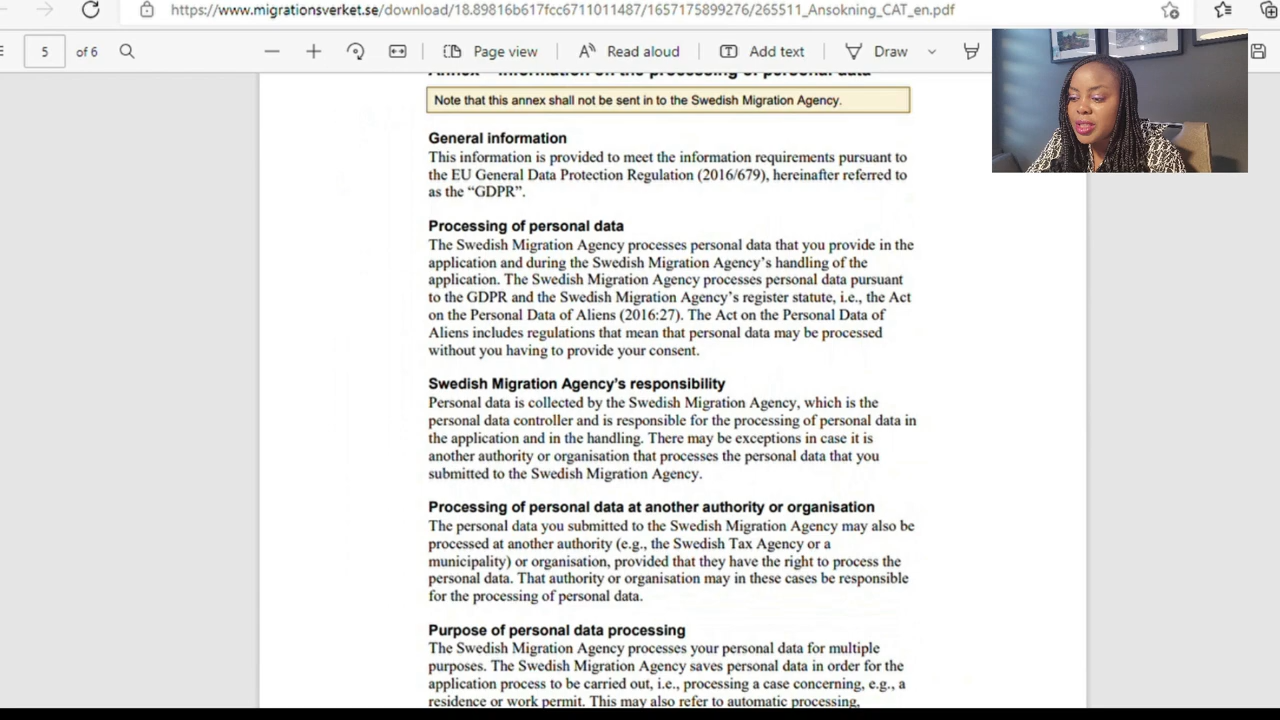 https://www.migrationsverket.se/download/18.89816b617fcc6711011487/1657175899276/265511_Ansokning_CAT_en.pdf
5 of 6 Page view Read aloud Add text Draw
Annex – Information on the processing of personal data
Note that this annex shall not be sent in to the Swedish Migration Agency.
General information
This information is provided to meet the information requirements pursuant to
the EU General Data Protection Regulation (2016/679), hereinafter referred to
as the “GDPR”.
Processing of personal data
The Swedish Migration Agency processes personal data that you provide in the
application and during the Swedish Migration Agency’s handling of the
application. The Swedish Migration Agency processes personal data pursuant
to the GDPR and the Swedish Migration Agency’s register statute, i.e., the Act
on the Personal Data of Aliens (2016:27). The Act on the Personal Data of
Aliens includes regulations that mean that personal data may be processed
without you having to provide your consent.
Swedish Migration Agency’s responsibility
Personal data is collected by the Swedish Migration Agency, which is the
personal data controller and is responsible for the processing of personal data in
the application and in the handling. There may be exceptions in case it is
another authority or organisation that processes the personal data that you
submitted to the Swedish Migration Agency.
Processing of personal data at another authority or organisation
The personal data you submitted to the Swedish Migration Agency may also be
processed at another authority (e.g., the Swedish Tax Agency or a
municipality) or organisation, provided that they have the right to process the
personal data. That authority or organisation may in these cases be responsible
for the processing of personal data.
Purpose of personal data processing
The Swedish Migration Agency processes your personal data for multiple
purposes. The Swedish Migration Agency saves personal data in order for the
application process to be carried out, i.e., processing a case concerning, e.g., a
residence or work permit. This may also refer to automatic processing,